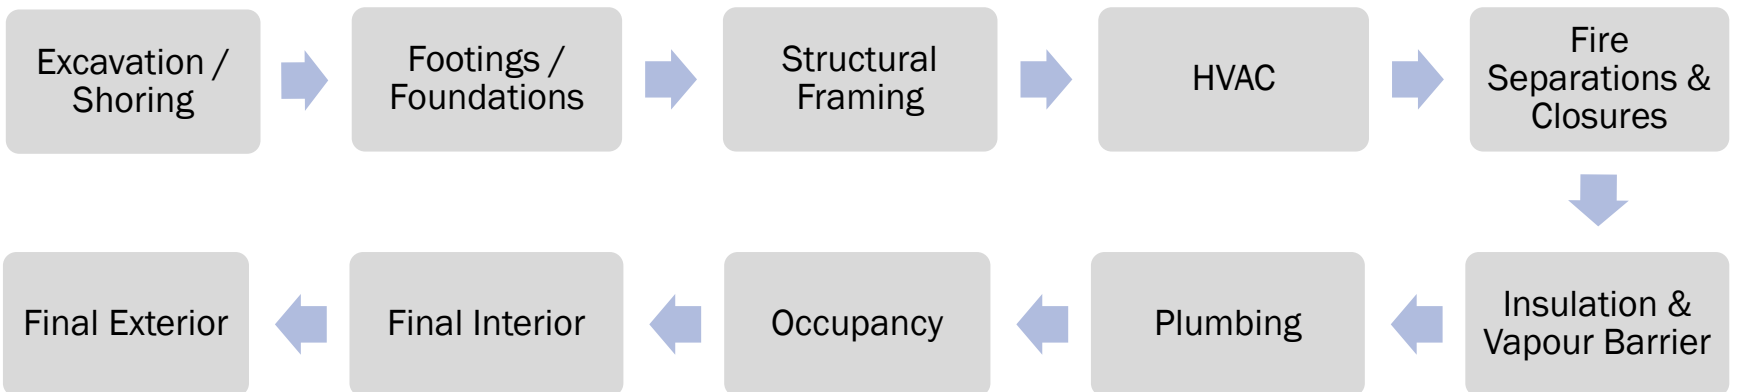 Excavation /
Shoring
Footings /
Foundations
Structural
Framing
HVAC
Fire
Separations &
Closures
Insulation &
Vapour Barrier
Plumbing
Occupancy
Final Interior
Final Exterior